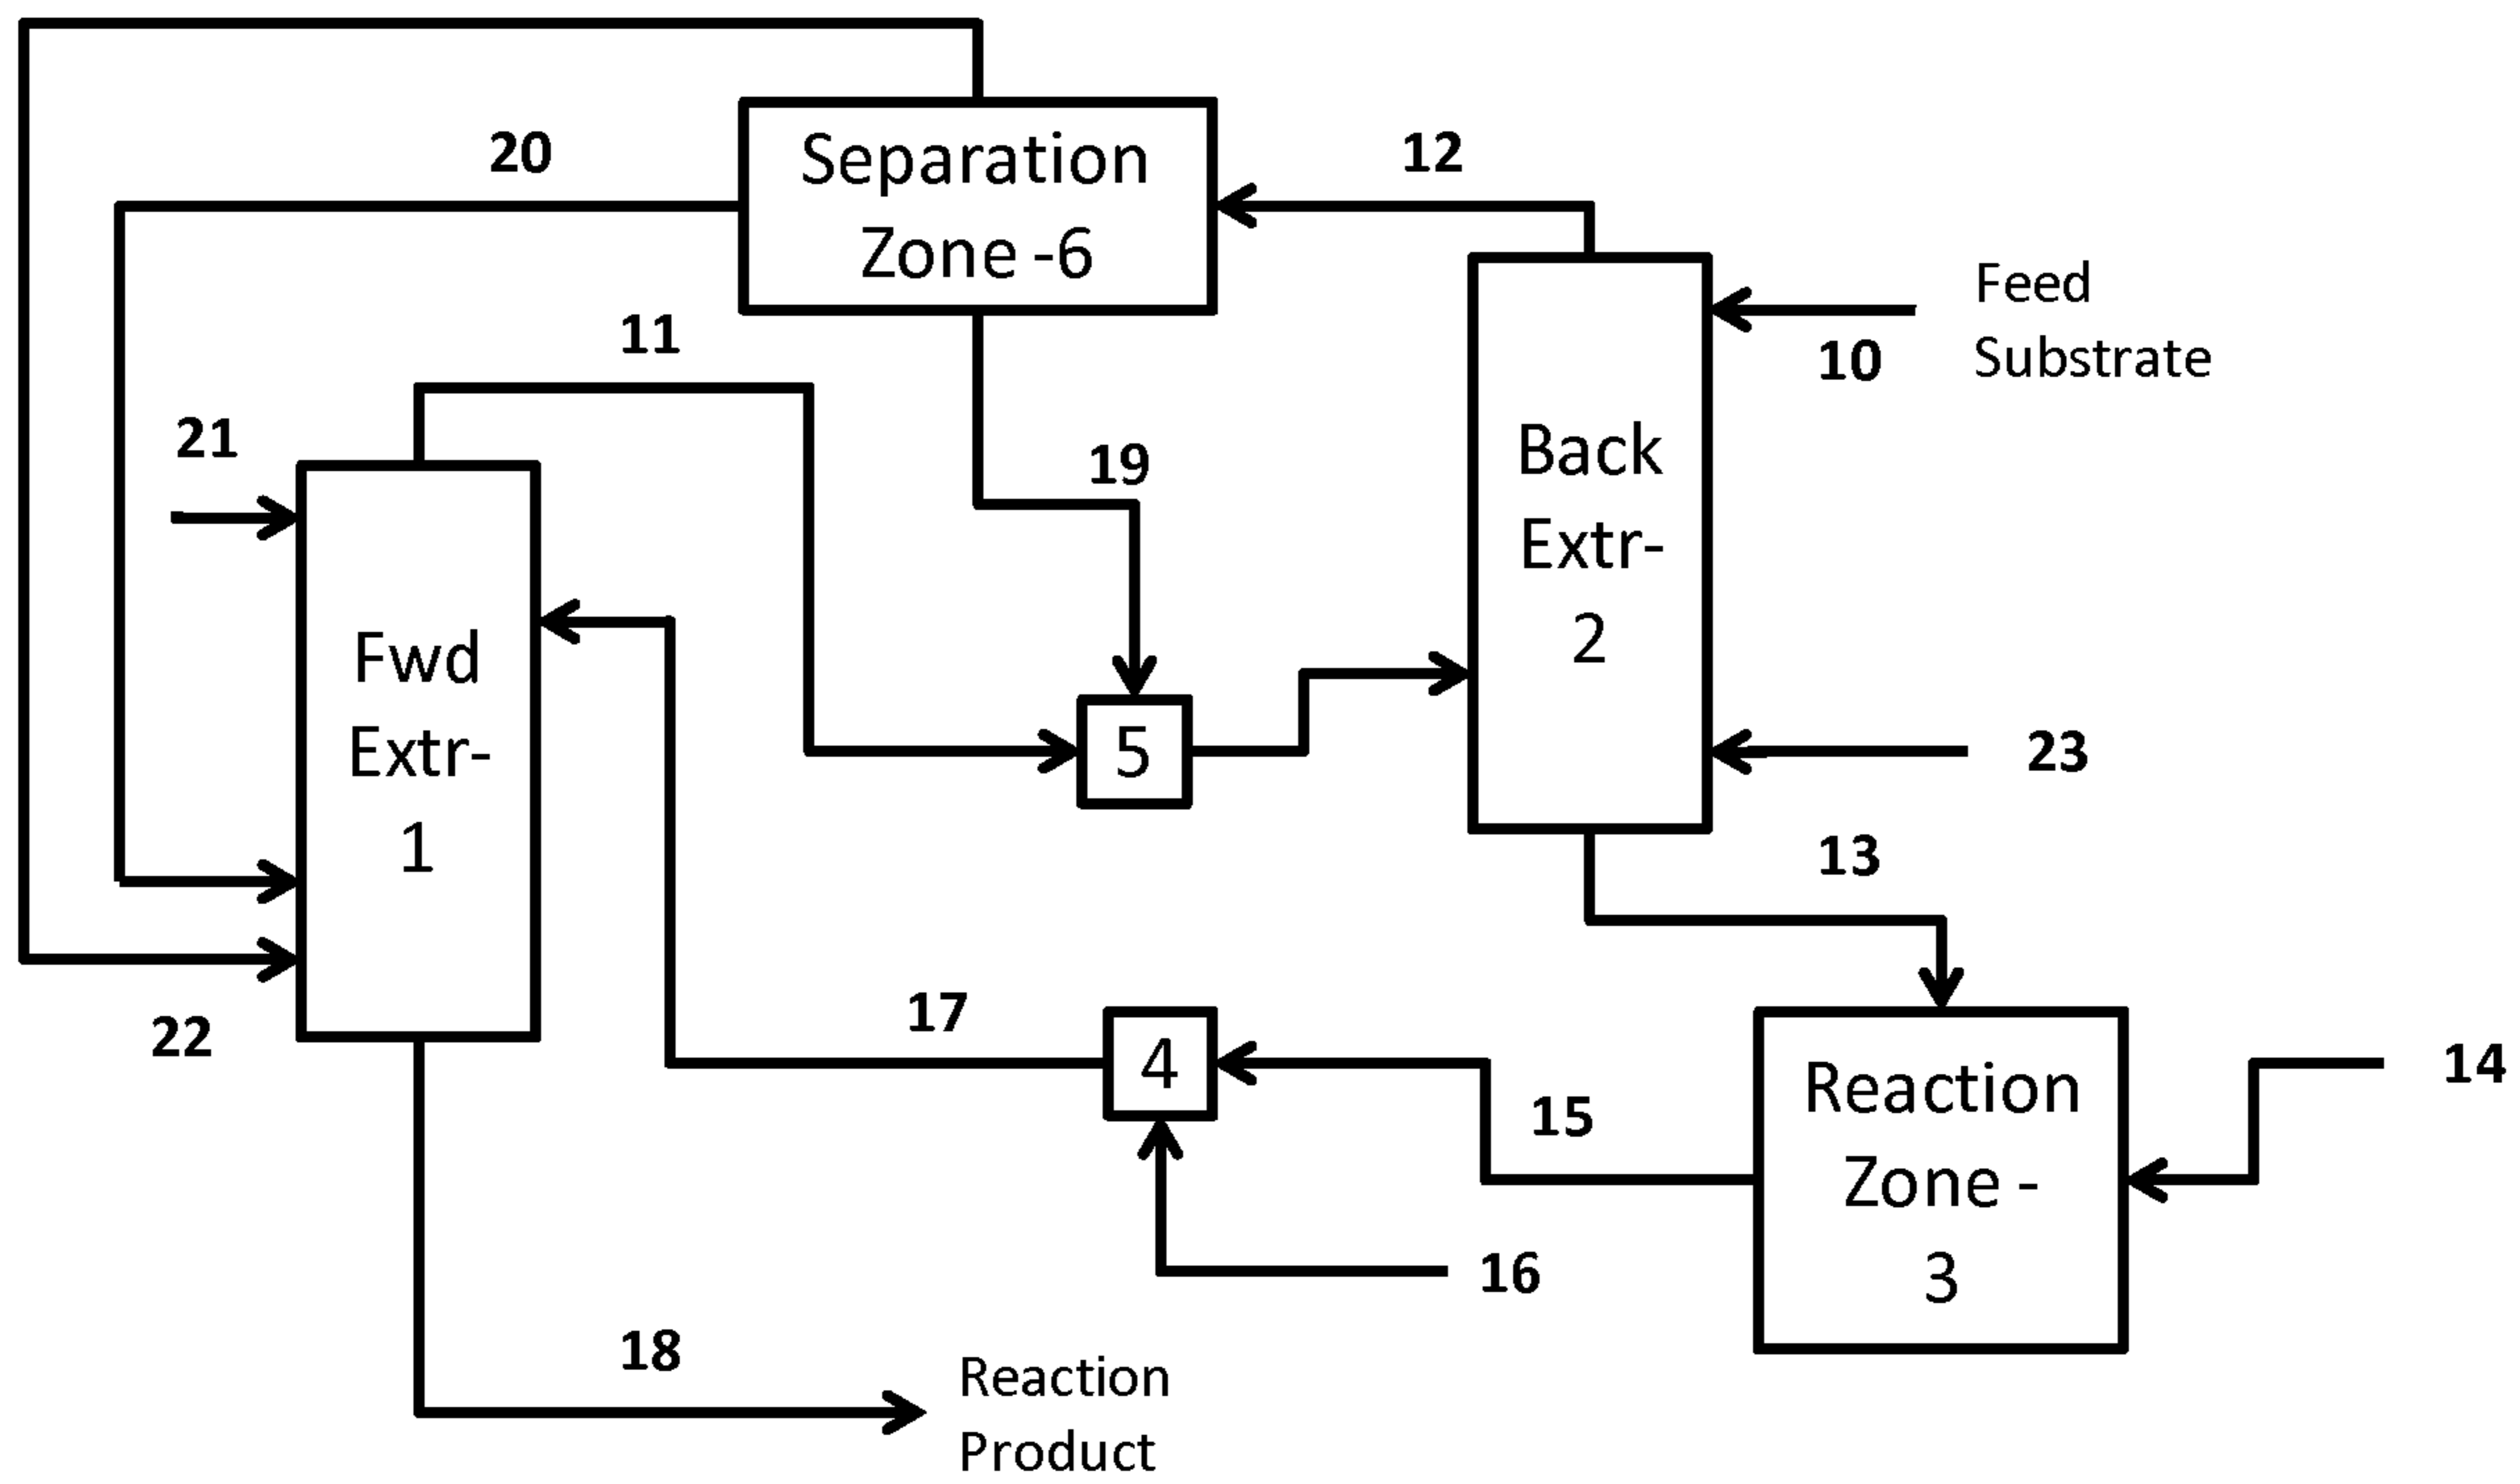 20
Separation
Zone -6
12
11
Feed
Substrate
10
21
19
Back
Extr-
2
Fwd
Extr-
1
5
23
13
22
17
4
15
Reaction
Zone -
3
14
16
18
Reaction
Product